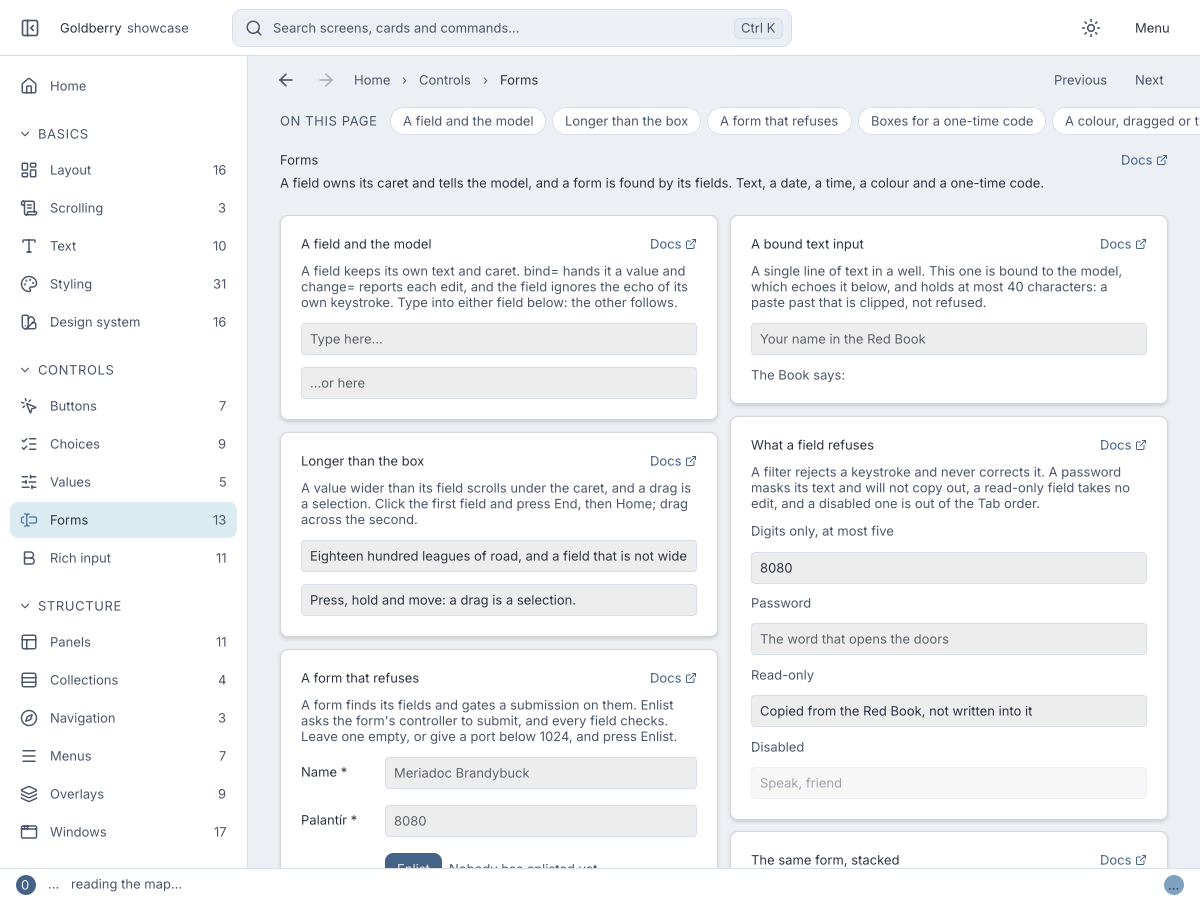 Goldberry showcase
Search screens, cards and commands...
Ctrl K
Menu
Home
BASICS
Layout 16
Scrolling 3
Text 10
Styling 31
Design system 16
CONTROLS
Buttons 7
Choices 9
Values 5
Forms 13
Rich input 11
STRUCTURE
Panels 11
Collections 4
Navigation 3
Menus 7
Overlays 9
Windows 17
Home › Controls › Forms
Previous Next
ON THIS PAGE
A field and the model
Longer than the box
A form that refuses
Boxes for a one-time code
A colour, dragged or t
Forms
Docs
A field owns its caret and tells the model, and a form is found by its fields. Text, a date, a time, a colour and a one-time code.
A field and the model
Docs
A field keeps its own text and caret. bind= hands it a value and
change= reports each edit, and the field ignores the echo of its
own keystroke. Type into either field below: the other follows.
Type here...
...or here
Longer than the box
Docs
A value wider than its field scrolls under the caret, and a drag is
a selection. Click the first field and press End, then Home; drag
across the second.
Eighteen hundred leagues of road, and a field that is not wide
Press, hold and move: a drag is a selection.
A form that refuses
Docs
A form finds its fields and gates a submission on them. Enlist
asks the form's controller to submit, and every field checks.
Leave one empty, or give a port below 1024, and press Enlist.
Name *
Meriadoc Brandybuck
Palantír *
8080
Enlist
Nobody has enlisted yet
A bound text input
Docs
A single line of text in a well. This one is bound to the model,
which echoes it below, and holds at most 40 characters: a
paste past that is clipped, not refused.
Your name in the Red Book
The Book says:
What a field refuses
Docs
A filter rejects a keystroke and never corrects it. A password
masks its text and will not copy out, a read-only field takes no
edit, and a disabled one is out of the Tab order.
Digits only, at most five
8080
Password
The word that opens the doors
Read-only
Copied from the Red Book, not written into it
Disabled
Speak, friend
The same form, stacked
Docs
0 ... reading the map...
...